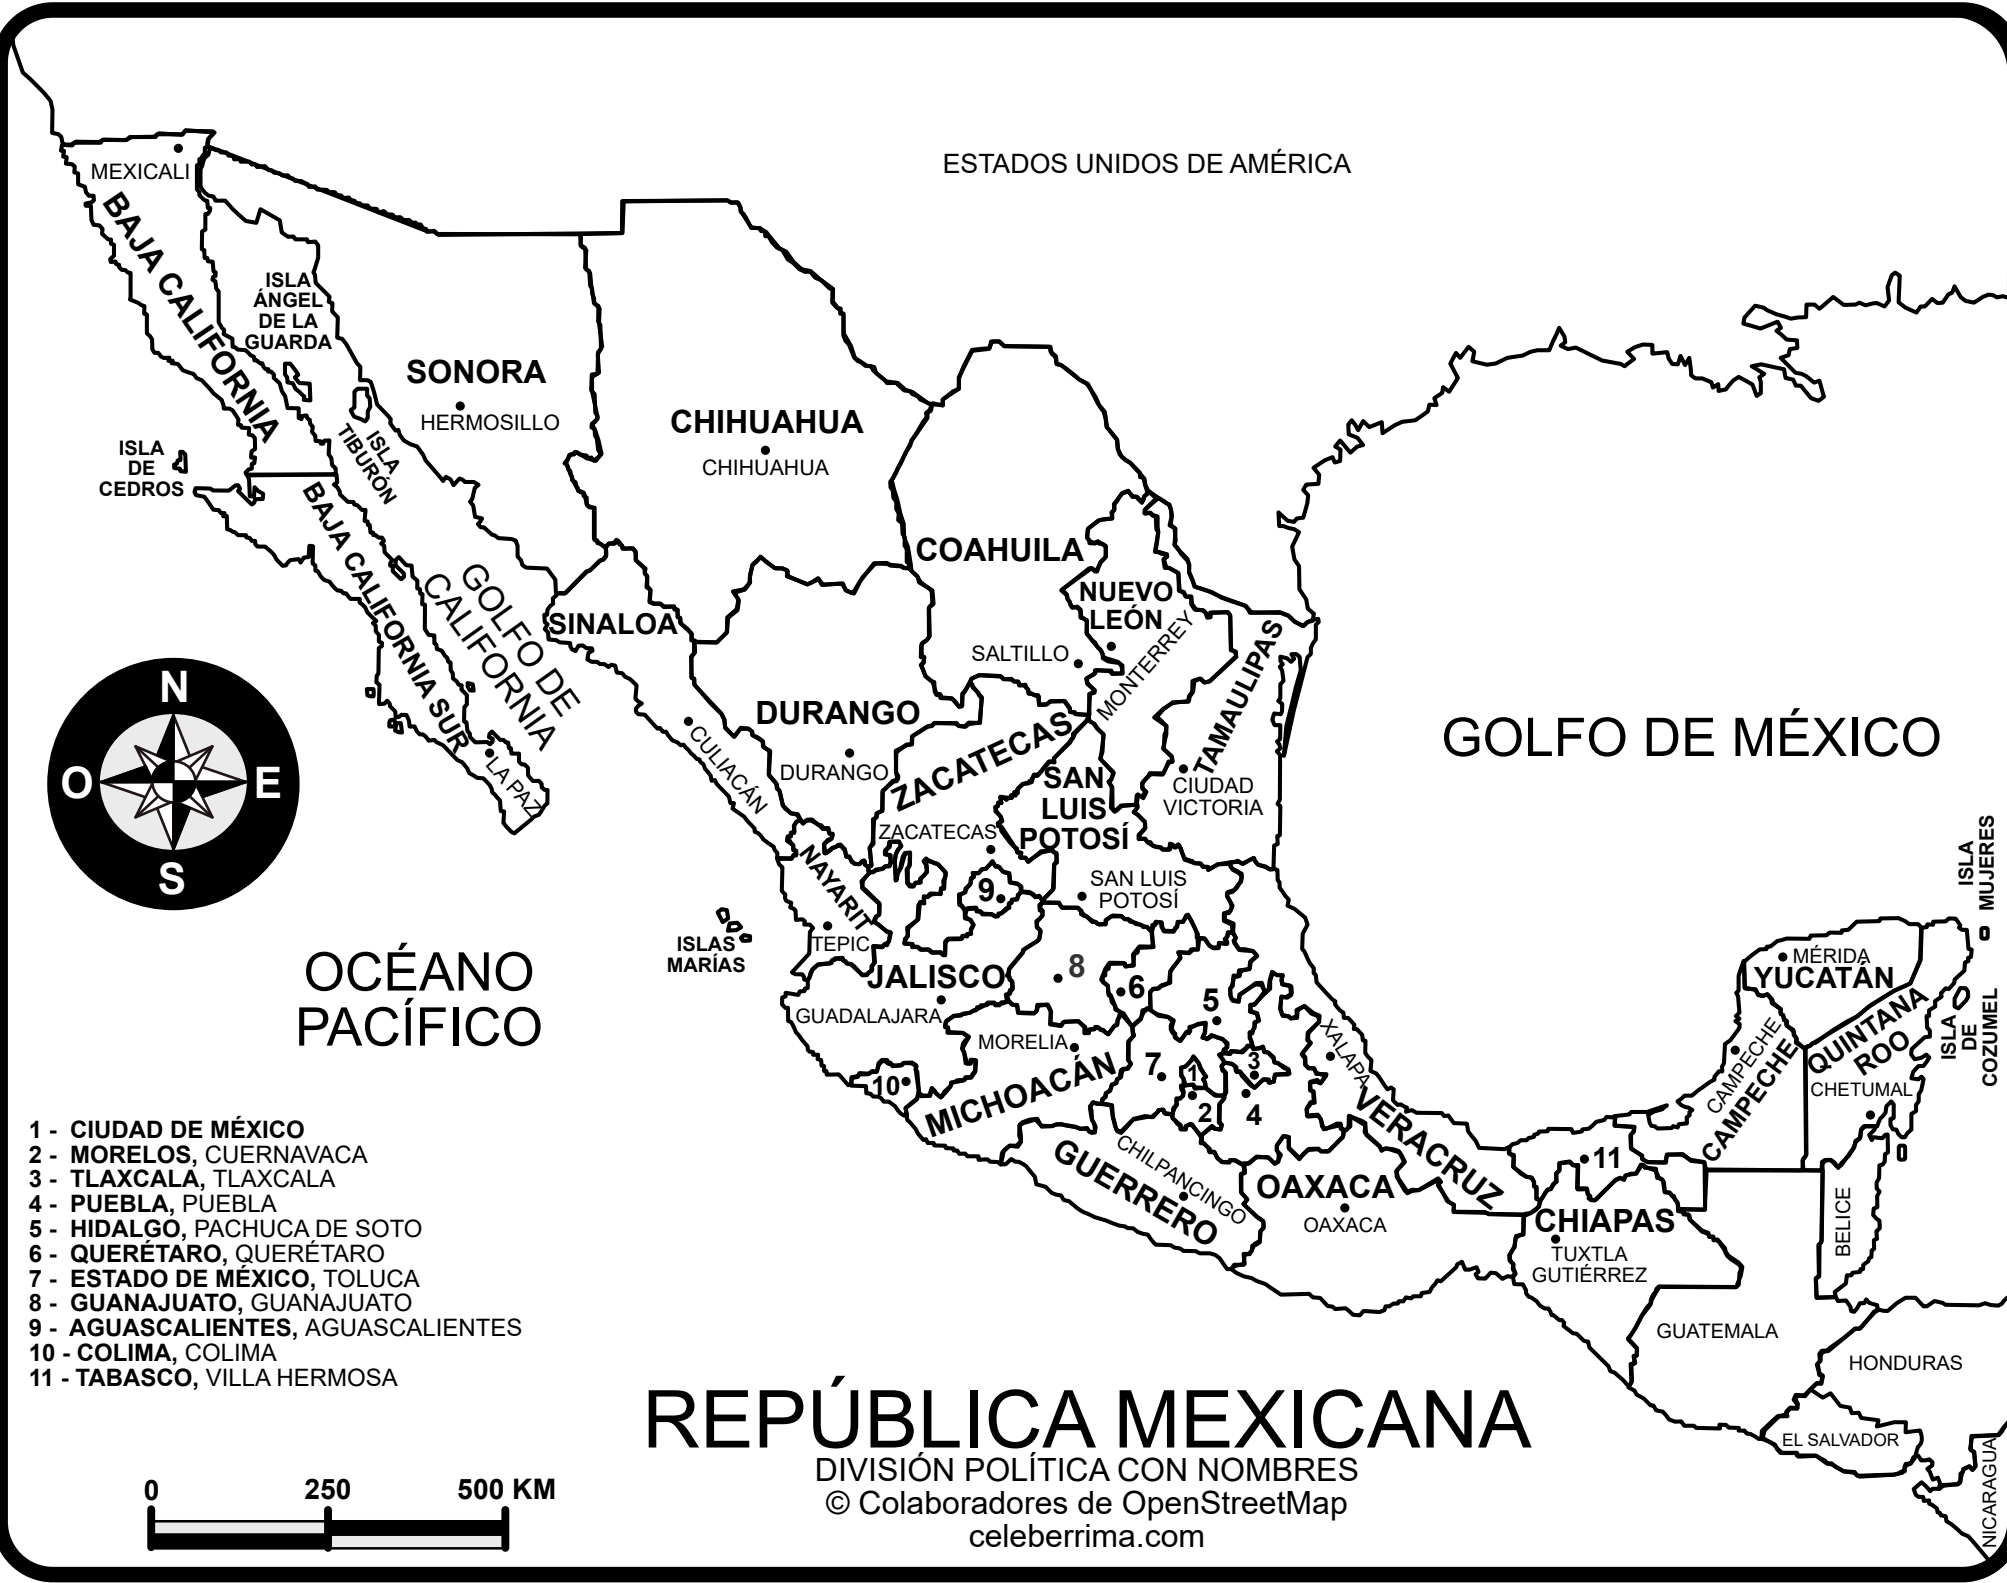 ESTADOS UNIDOS DE AMÉRICA
MEXICALI
BAJA CALIFORNIA
ISLA
ÁNGEL
DE LA
GUARDA
SONORA
HERMOSILLO
CHIHUAHUA
CHIHUAHUA
ISLA
TIBURÓN
ISLA
DE
CEDROS
BAJA CALIFORNIA SUR
LA PAZ
GOLFO DE
CALIFORNIA
COAHUILA
SALTILLO
NUEVO
LEÓN
MONTERREY
SINALOA
CULIACÁN
DURANGO
DURANGO
ZACATECAS
ZACATECAS
SAN
LUIS
POTOSÍ
SAN LUIS
POTOSÍ
TAMAULIPAS
CIUDAD
VICTORIA
GOLFO DE MÉXICO
N
O
E
S
NAYARIT
TEPIC
ISLAS
MARÍAS
OCÉANO
PACÍFICO
JALISCO
GUADALAJARA
9
8
6
5
7
1
3
2
4
10
11
MORELIA
MICHOACÁN
XALAPA
VERACRUZ
GUERRERO
CHILPANCINGO
OAXACA
OAXACA
CHIAPAS
TUXTLA
GUTIÉRREZ
CAMPECHE
CAMPECHE
MÉRIDA
YUCATÁN
QUINTANA
ROO
CHETUMAL
ISLA
MUJERES
ISLA
DE
COZUMEL
BELICE
GUATEMALA
HONDURAS
EL SALVADOR
NICARAGUA
1 - CIUDAD DE MÉXICO
2 - MORELOS, CUERNAVACA
3 - TLAXCALA, TLAXCALA
4 - PUEBLA, PUEBLA
5 - HIDALGO, PACHUCA DE SOTO
6 - QUERÉTARO, QUERÉTARO
7 - ESTADO DE MÉXICO, TOLUCA
8 - GUANAJUATO, GUANAJUATO
9 - AGUASCALIENTES, AGUASCALIENTES
10 - COLIMA, COLIMA
11 - TABASCO, VILLA HERMOSA
0 250 500 KM
REPÚBLICA MEXICANA
DIVISIÓN POLÍTICA CON NOMBRES
© Colaboradores de OpenStreetMap
celeberrima.com